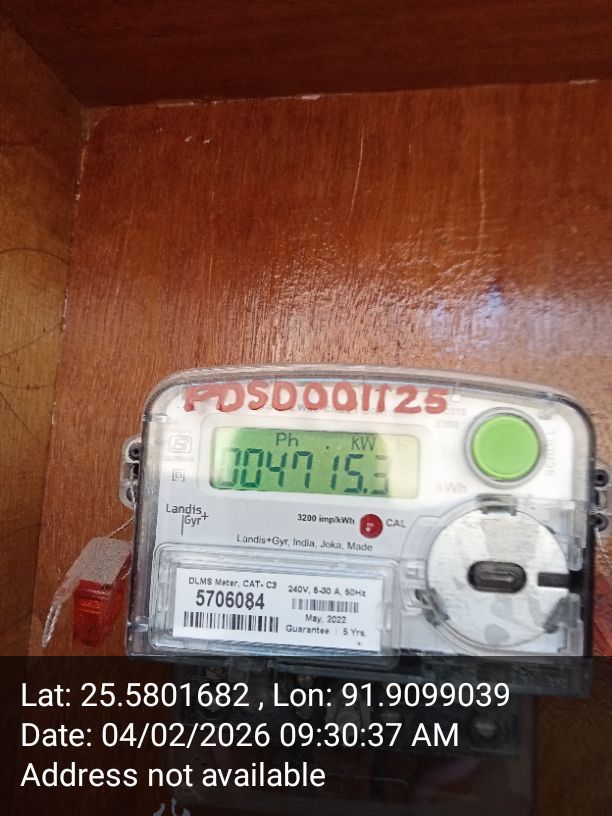 PDSD001125
E110
E150
Ph kW H
004715.3
kWh
Landis
Gyr+
3200 imp/kWh
CAL
Landis+Gyr, India, Joka, Made
DLMS Meter, CAT- C3
5706084
240V, 5-30 A, 50Hz
May, 2022
Guarantee : 5 Yrs.
Lat: 25.5801682 , Lon: 91.9099039
Date: 04/02/2026 09:30:37 AM
Address not available